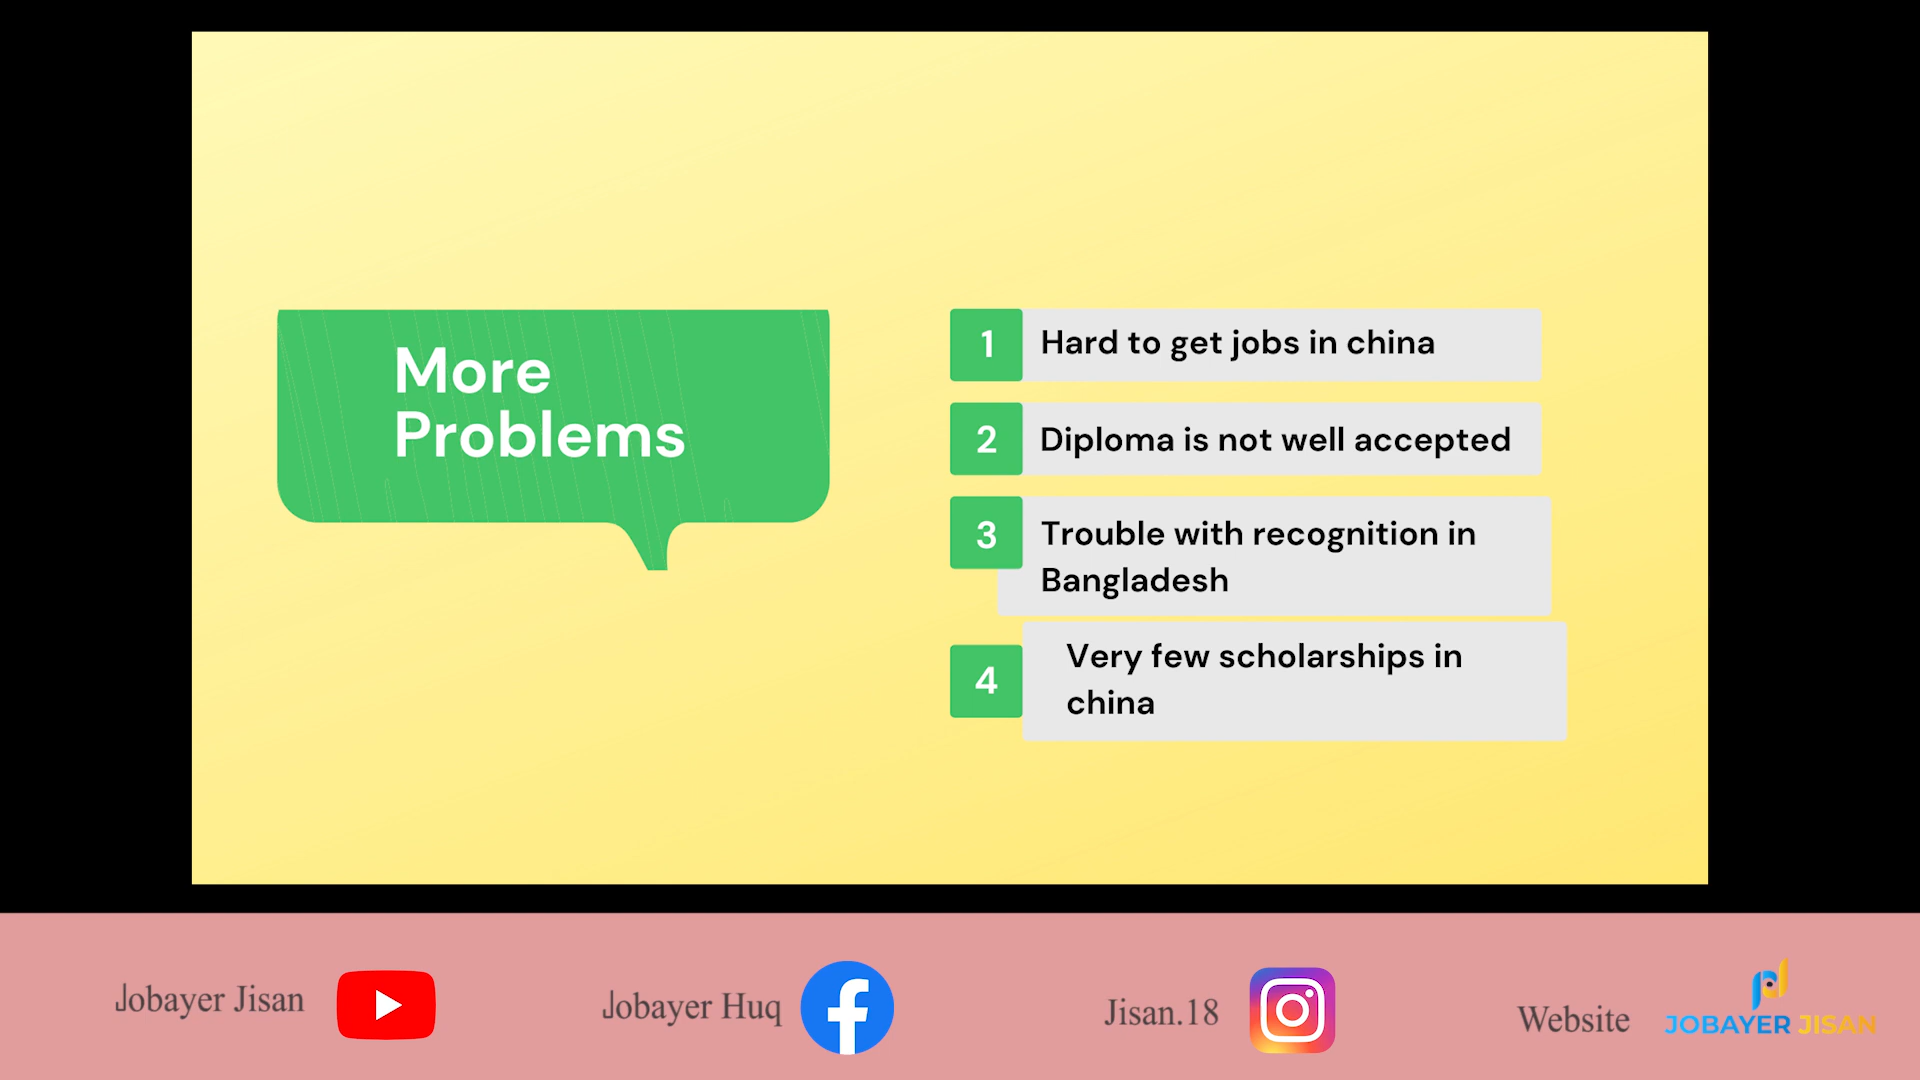 More
Problems
1 Hard to get jobs in china
2 Diploma is not well accepted
3 Trouble with recognition in
Bangladesh
4 Very few scholarships in
china
Jobayer Jisan
Jobayer Huq
Jisan.18
Website
JOBAYER JISAN